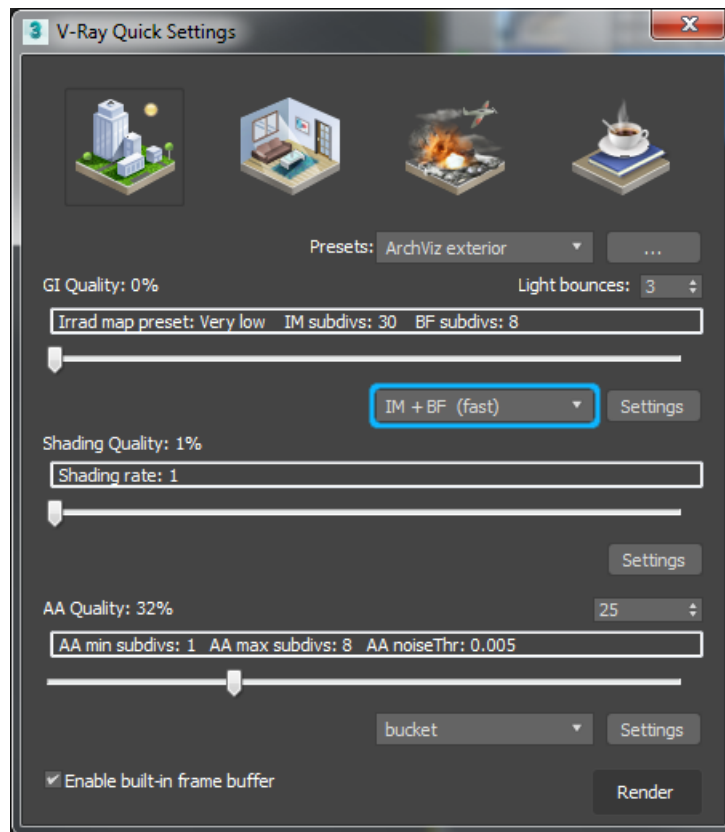 V-Ray Quick Settings
Presets: ArchViz exterior ...
GI Quality: 0% Light bounces: 3
Irrad map preset: Very low IM subdivs: 30 BF subdivs: 8
IM + BF (fast) Settings
Shading Quality: 1%
Shading rate: 1
Settings
AA Quality: 32% 25
AA min subdivs: 1 AA max subdivs: 8 AA noiseThr: 0.005
bucket Settings
Enable built-in frame buffer
Render